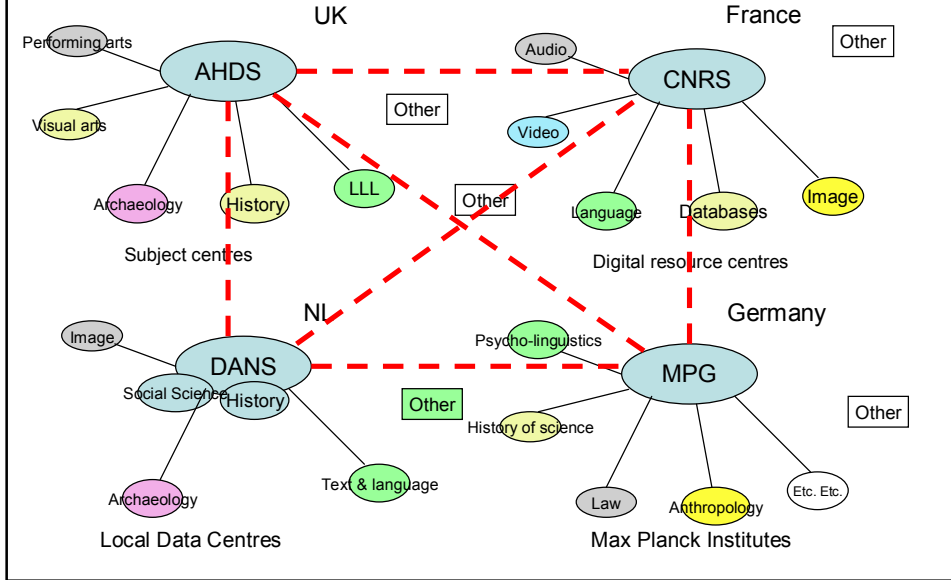 UK
France
Performing arts
AHDS
Audio
CNRS
Other
Other
Visual arts
Video
Archaeology
History
LLL
Other
Language
Databases
Image
Subject centres
Digital resource centres
NL
Germany
Image
DANS
Psycho-linguistics
MPG
Social Science
History
Other
Other
History of science
Archaeology
Text & language
Law
Anthropology
Etc. Etc.
Local Data Centres
Max Planck Institutes